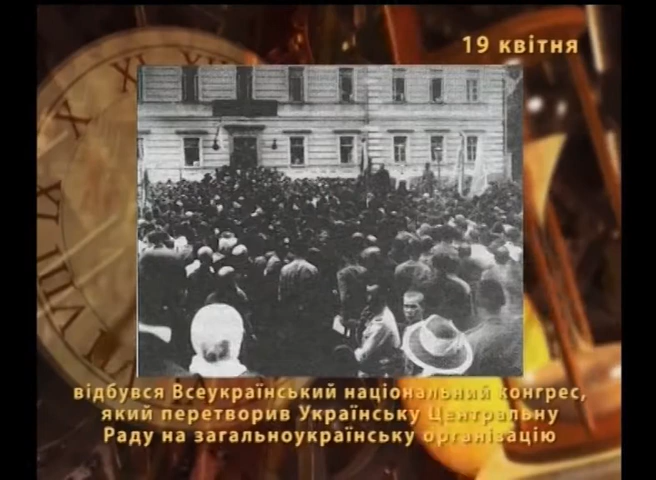 19 квітня
відбувся Всеукраїнський національний конгрес,
який перетворив Українську Центральну
Раду на загальноукраїнську організацію